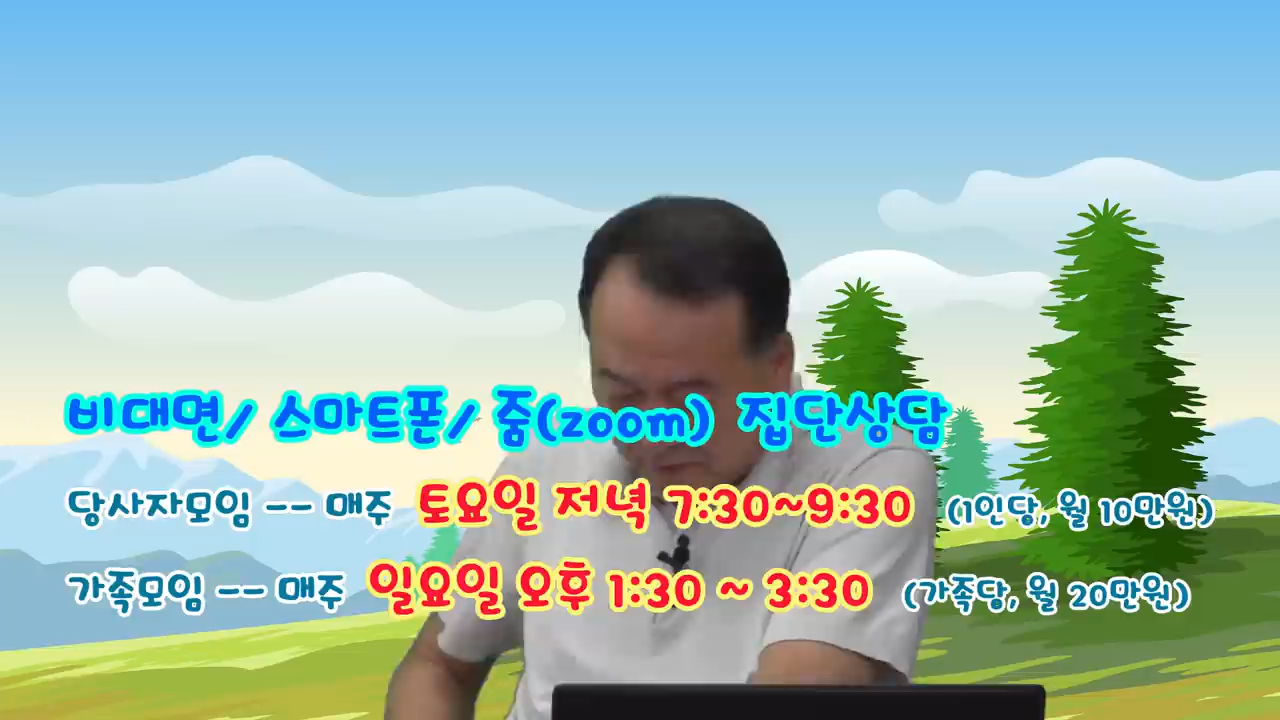 비대면/ 스마트폰/ 줌(zoom) 집단상담
당사자모임 -- 매주 토요일 저녁 7:30~9:30 (1인당, 월 10만원)
가족모임 -- 매주 일요일 오후 1:30 ~ 3:30 (가족당, 월 20만원)